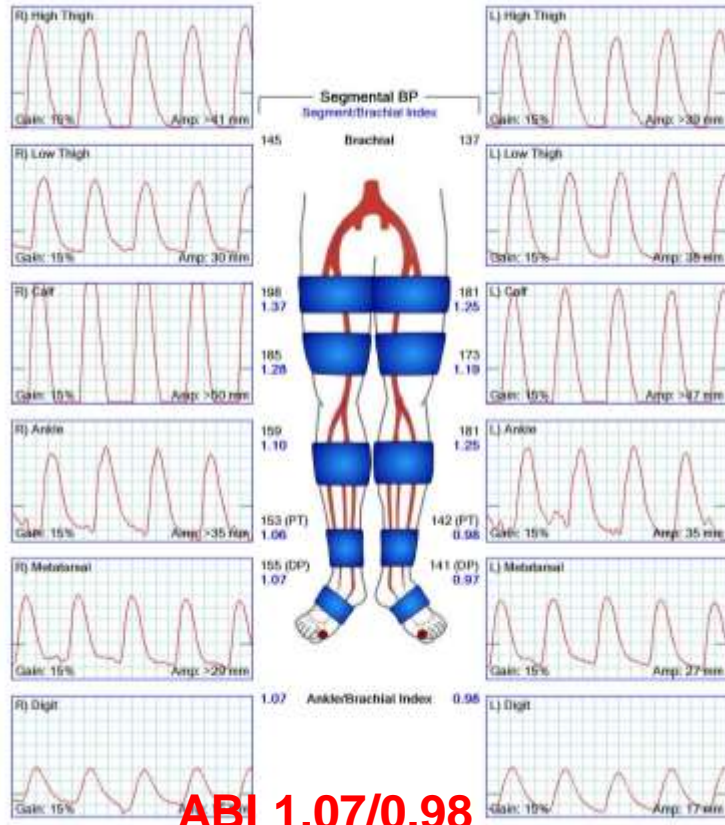 R) High Thigh
Gain: 15% Amp: >41 mm
R) Low Thigh
Gain: 15% Amp: 30 mm
R) Calf
Gain: 15% Amp: >50 mm
R) Ankle
Gain: 15% Amp: >35 mm
R) Metatarsal
Gain: 15% Amp: >29 mm
R) Digit
Gain: 15%
Segmental BP
Segment/Brachial Index
145 Brachial 137
198 181
1.37 1.25
185 173
1.28 1.19
159 181
1.10 1.25
153 (PT) 142 (PT)
1.06 0.98
155 (DP) 141 (DP)
1.07 0.97
1.07 Ankle/Brachial Index 0.98
L) High Thigh
Gain: 15% Amp: >39 mm
L) Low Thigh
Gain: 15% Amp: 38 mm
L) Calf
Gain: 15% Amp: >47 mm
L) Ankle
Gain: 15% Amp: 35 mm
L) Metatarsal
Gain: 15% Amp: 27 mm
L) Digit
Gain: 15% Amp: 17 mm
ABI 1.07/0.98